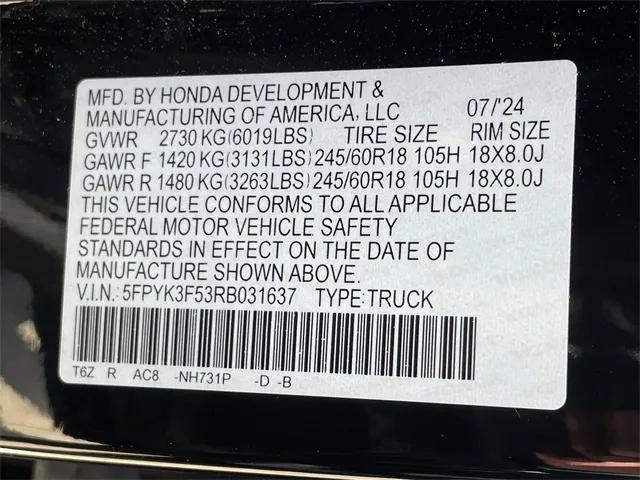 MFD. BY HONDA DEVELOPMENT &
MANUFACTURING OF AMERICA, LLC 07/'24
GVWR 2730 KG(6019LBS) TIRE SIZE RIM SIZE
GAWR F 1420 KG(3131LBS) 245/60R18 105H 18X8.0J
GAWR R 1480 KG(3263LBS) 245/60R18 105H 18X8.0J
THIS VEHICLE CONFORMS TO ALL APPLICABLE
FEDERAL MOTOR VEHICLE SAFETY
STANDARDS IN EFFECT ON THE DATE OF
MANUFACTURE SHOWN ABOVE.
V.I.N.: 5FPYK3F53RB031637 TYPE:TRUCK
T6Z R AC8 -NH731P -D -B